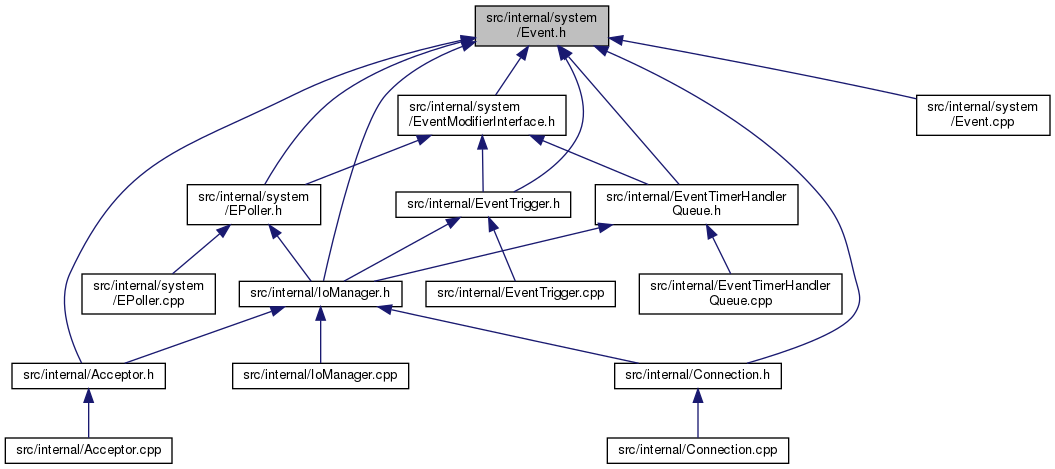 src/internal/system
/Event.h
src/internal/system
/EventModifierInterface.h
src/internal/system
/Event.cpp
src/internal/system
/EPoller.h
src/internal/EventTrigger.h
src/internal/EventTimerHandler
Queue.h
src/internal/system
/EPoller.cpp
src/internal/IoManager.h
src/internal/EventTrigger.cpp
src/internal/EventTimerHandler
Queue.cpp
src/internal/Acceptor.h
src/internal/IoManager.cpp
src/internal/Connection.h
src/internal/Acceptor.cpp
src/internal/Connection.cpp